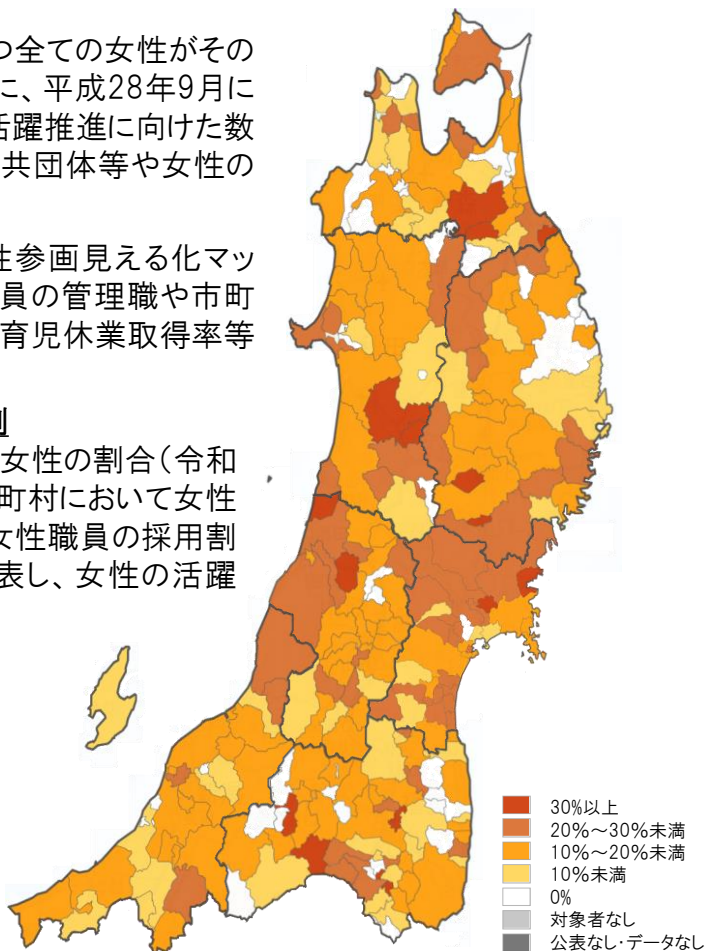 つ全ての女性がその
に、平成28年9月に
活躍推進に向けた数
共団体等や女性の
性参画見える化マッ
員の管理職や市町
育児休業取得率等
女性の割合（令和
町村において女性
女性職員の採用割
表し、女性の活躍
30%以上
20%～30%未満
10%～20%未満
10%未満
0%
対象者なし
公表なし・データなし